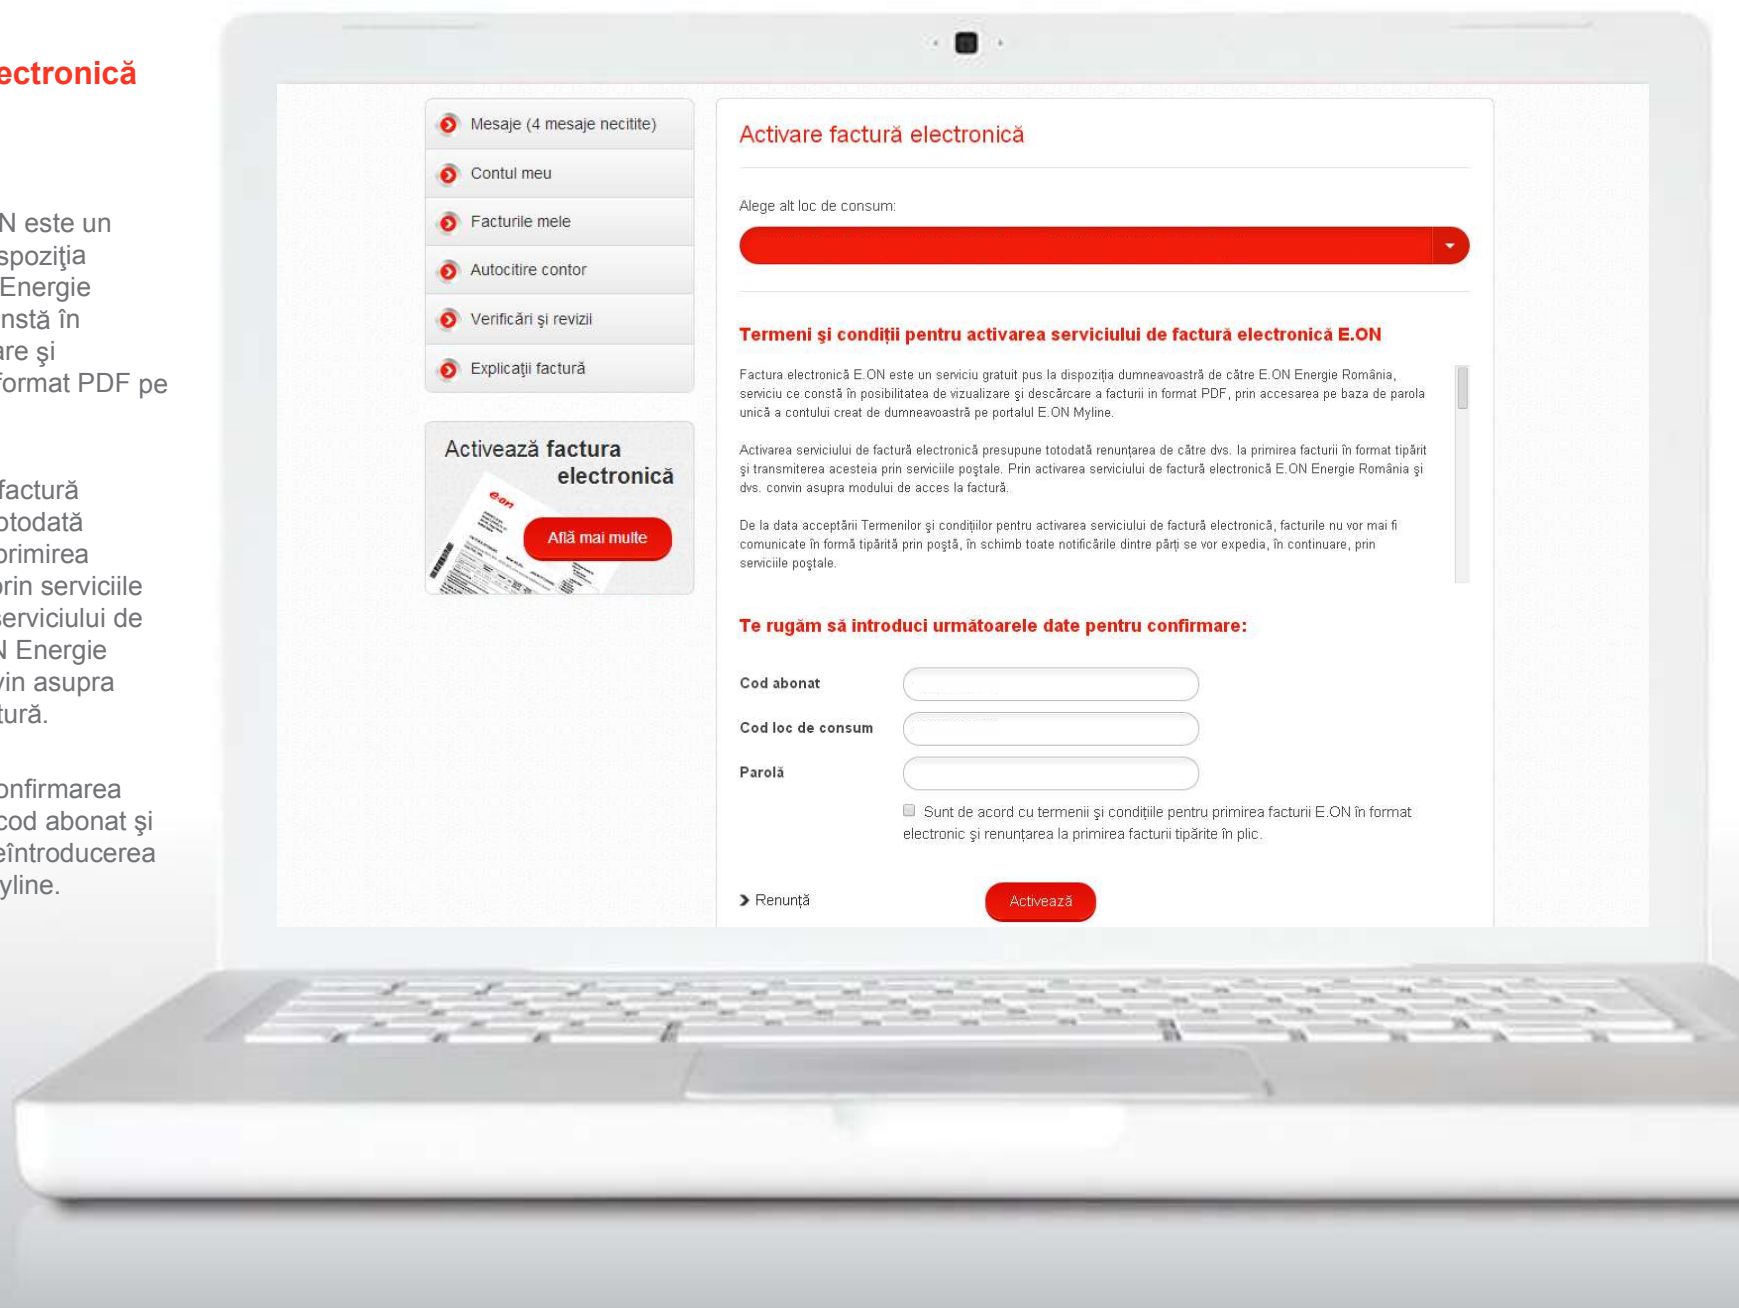 ectronică
N este un
spoziţia
Energie
nstă în
are şi
format PDF pe
factură
otodată
primirea
prin serviciile
serviciului de
N Energie
vin asupra
tură.
onfirmarea
cod abonat şi
eîntroducerea
yline.
Mesaje (4 mesaje necitite)
Contul meu
Facturile mele
Autocitire contor
Verificări şi revizii
Explicaţii factură
Activează factura
electronică
e·on
Află mai multe
Activare factură electronică
Alege alt loc de consum:
Termeni şi condiţii pentru activarea serviciului de factură electronică E.ON
Factura electronică E.ON este un serviciu gratuit pus la dispoziţia dumneavoastră de către E.ON Energie România,
serviciu ce constă în posibilitatea de vizualizare şi descărcare a facturii in format PDF, prin accesarea pe baza de parola
unică a contului creat de dumneavoastră pe portalul E.ON Myline.
Activarea serviciului de factură electronică presupune totodată renunţarea de către dvs. la primirea facturii în format tipărit
şi transmiterea acesteia prin serviciile poştale. Prin activarea serviciului de factură electronică E.ON Energie România şi
dvs. convin asupra modului de acces la factură.
De la data acceptării Termenilor şi condiţiilor pentru activarea serviciului de factură electronică, facturile nu vor mai fi
comunicate în formă tipărită prin poştă, în schimb toate notificările dintre părţi se vor expedia, în continuare, prin
serviciile poştale.
Te rugăm să introduci următoarele date pentru confirmare:
Cod abonat
Cod loc de consum
Parolă
Sunt de acord cu termenii şi condiţiile pentru primirea facturii E.ON în format
electronic şi renunţarea la primirea facturii tipărite în plic.
Renunţă
Activează